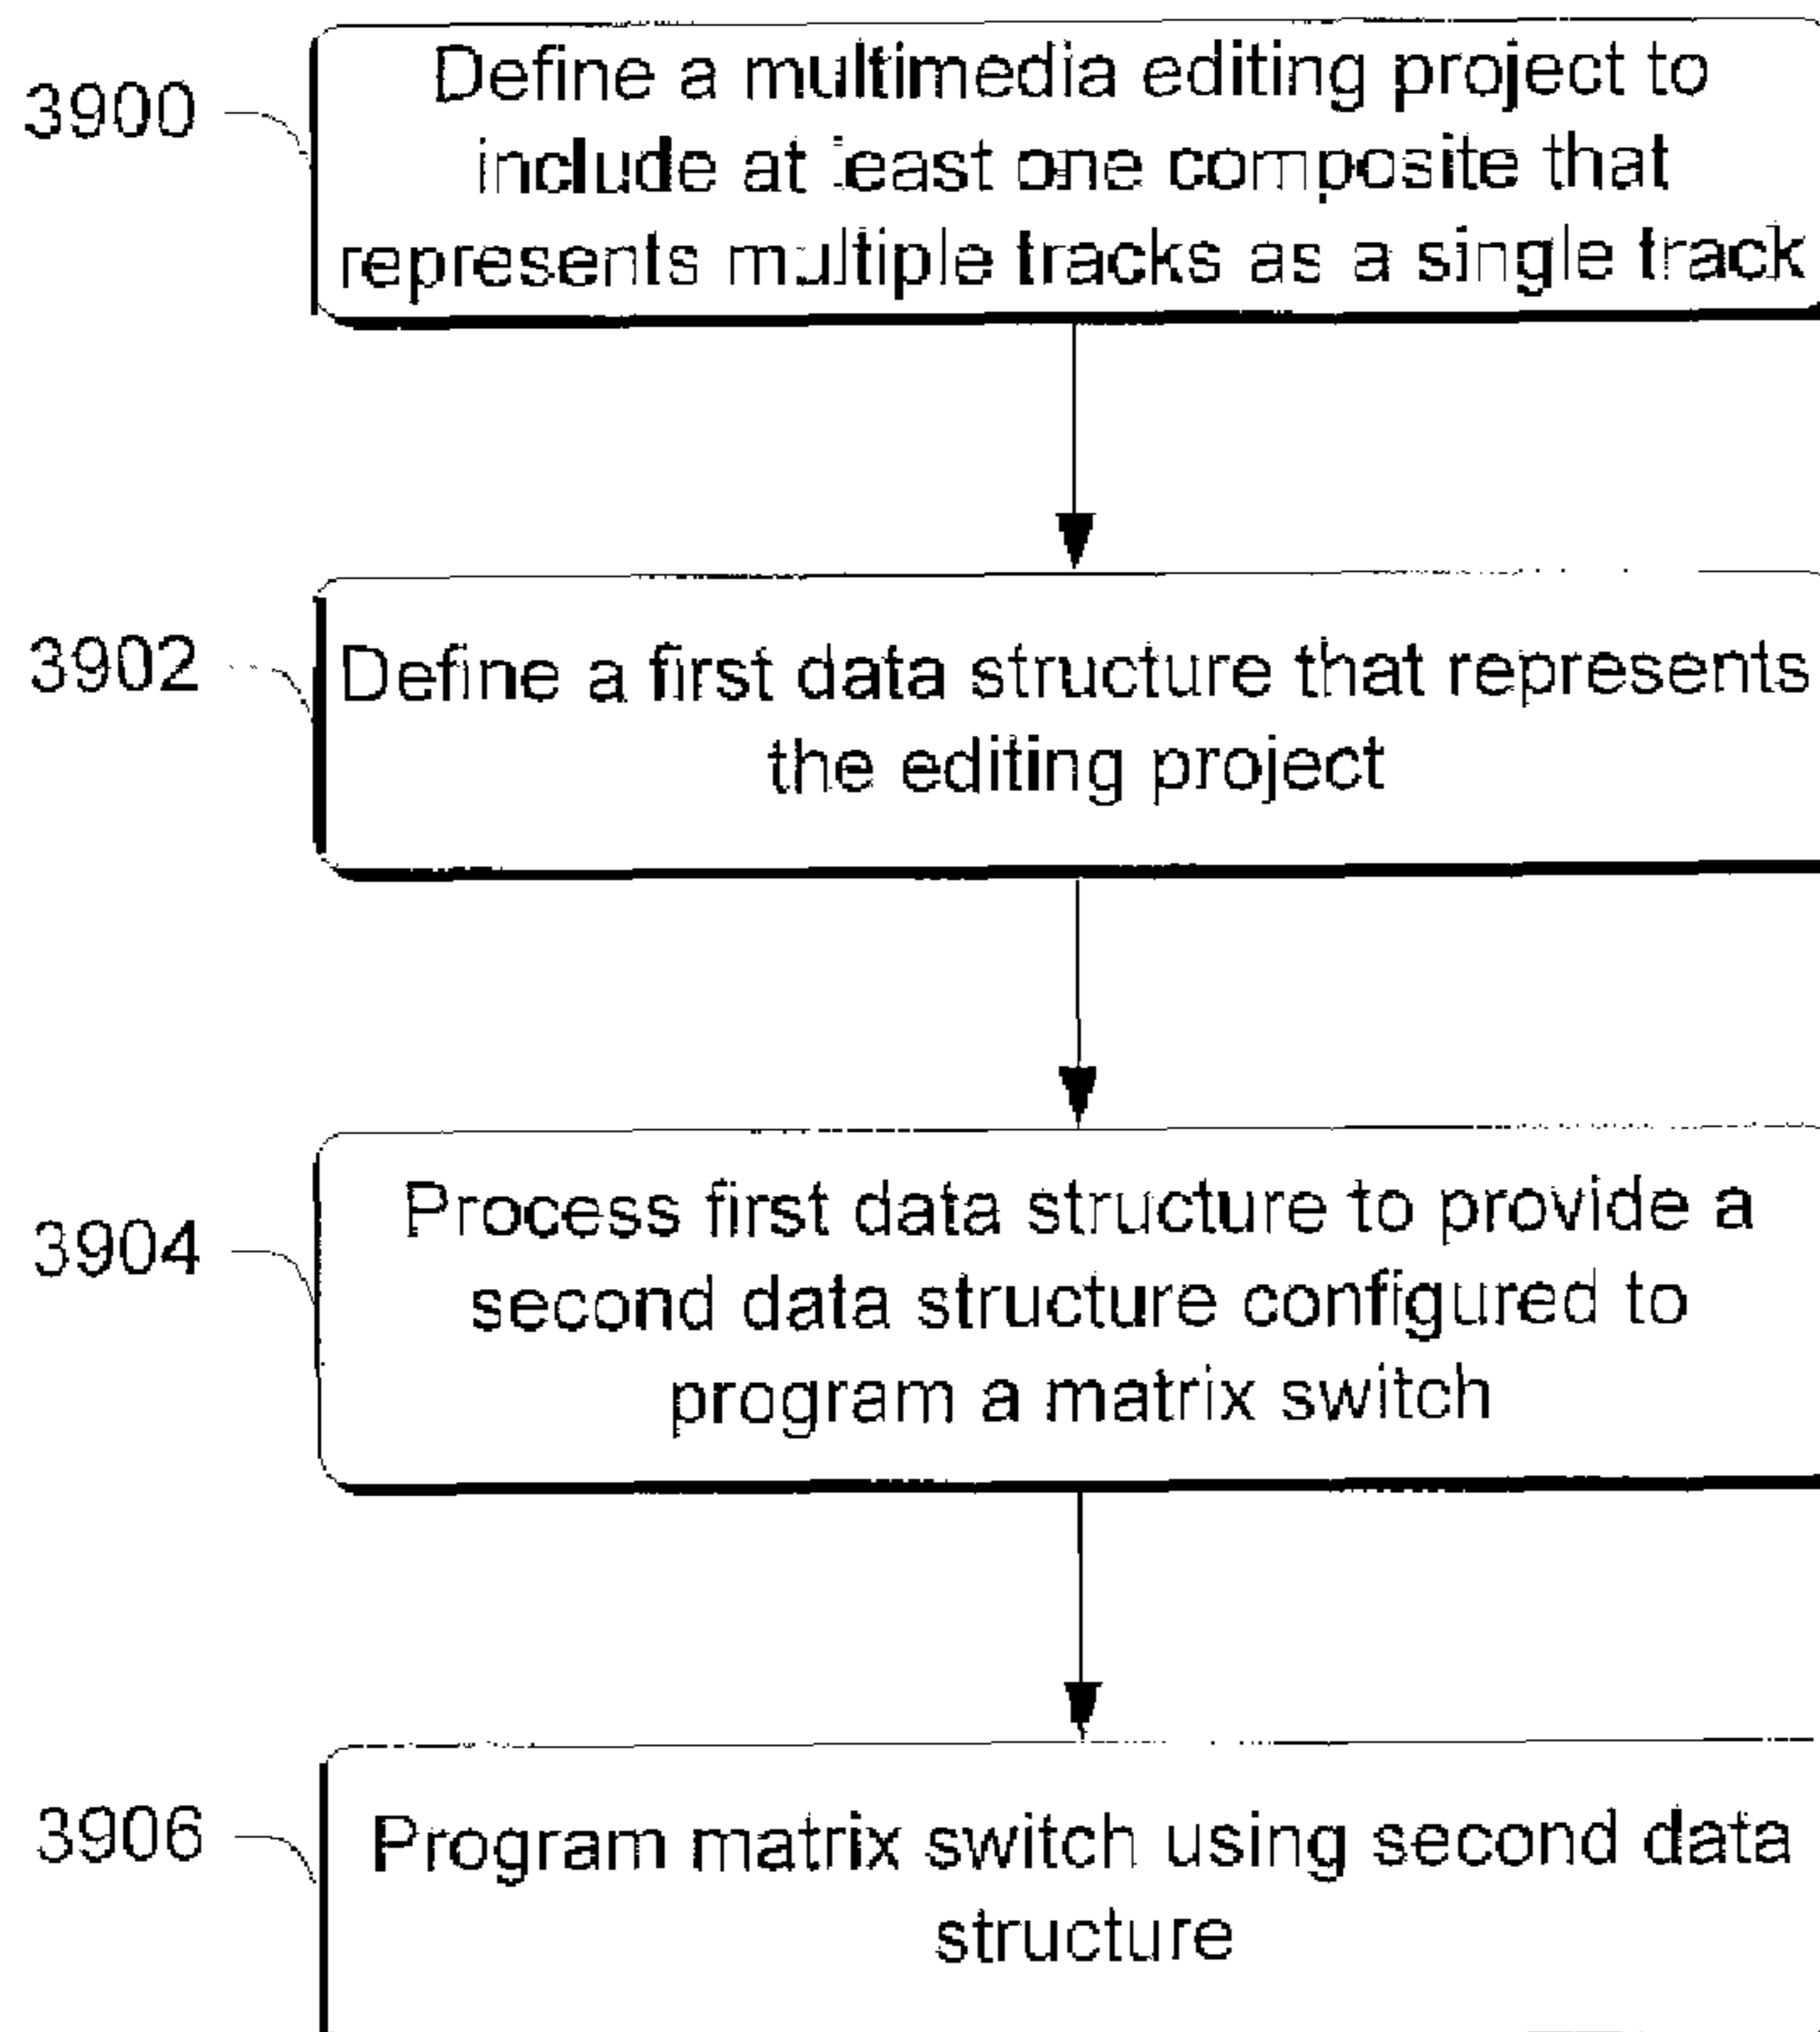 3900
Define a multimedia editing project to
include at least one composite that
represents multiple tracks as a single track
3902
Define a first data structure that represents
the editing project
3904
Process first data structure to provide a
second data structure configured to
program a matrix switch
3906
Program matrix switch using second data
structure